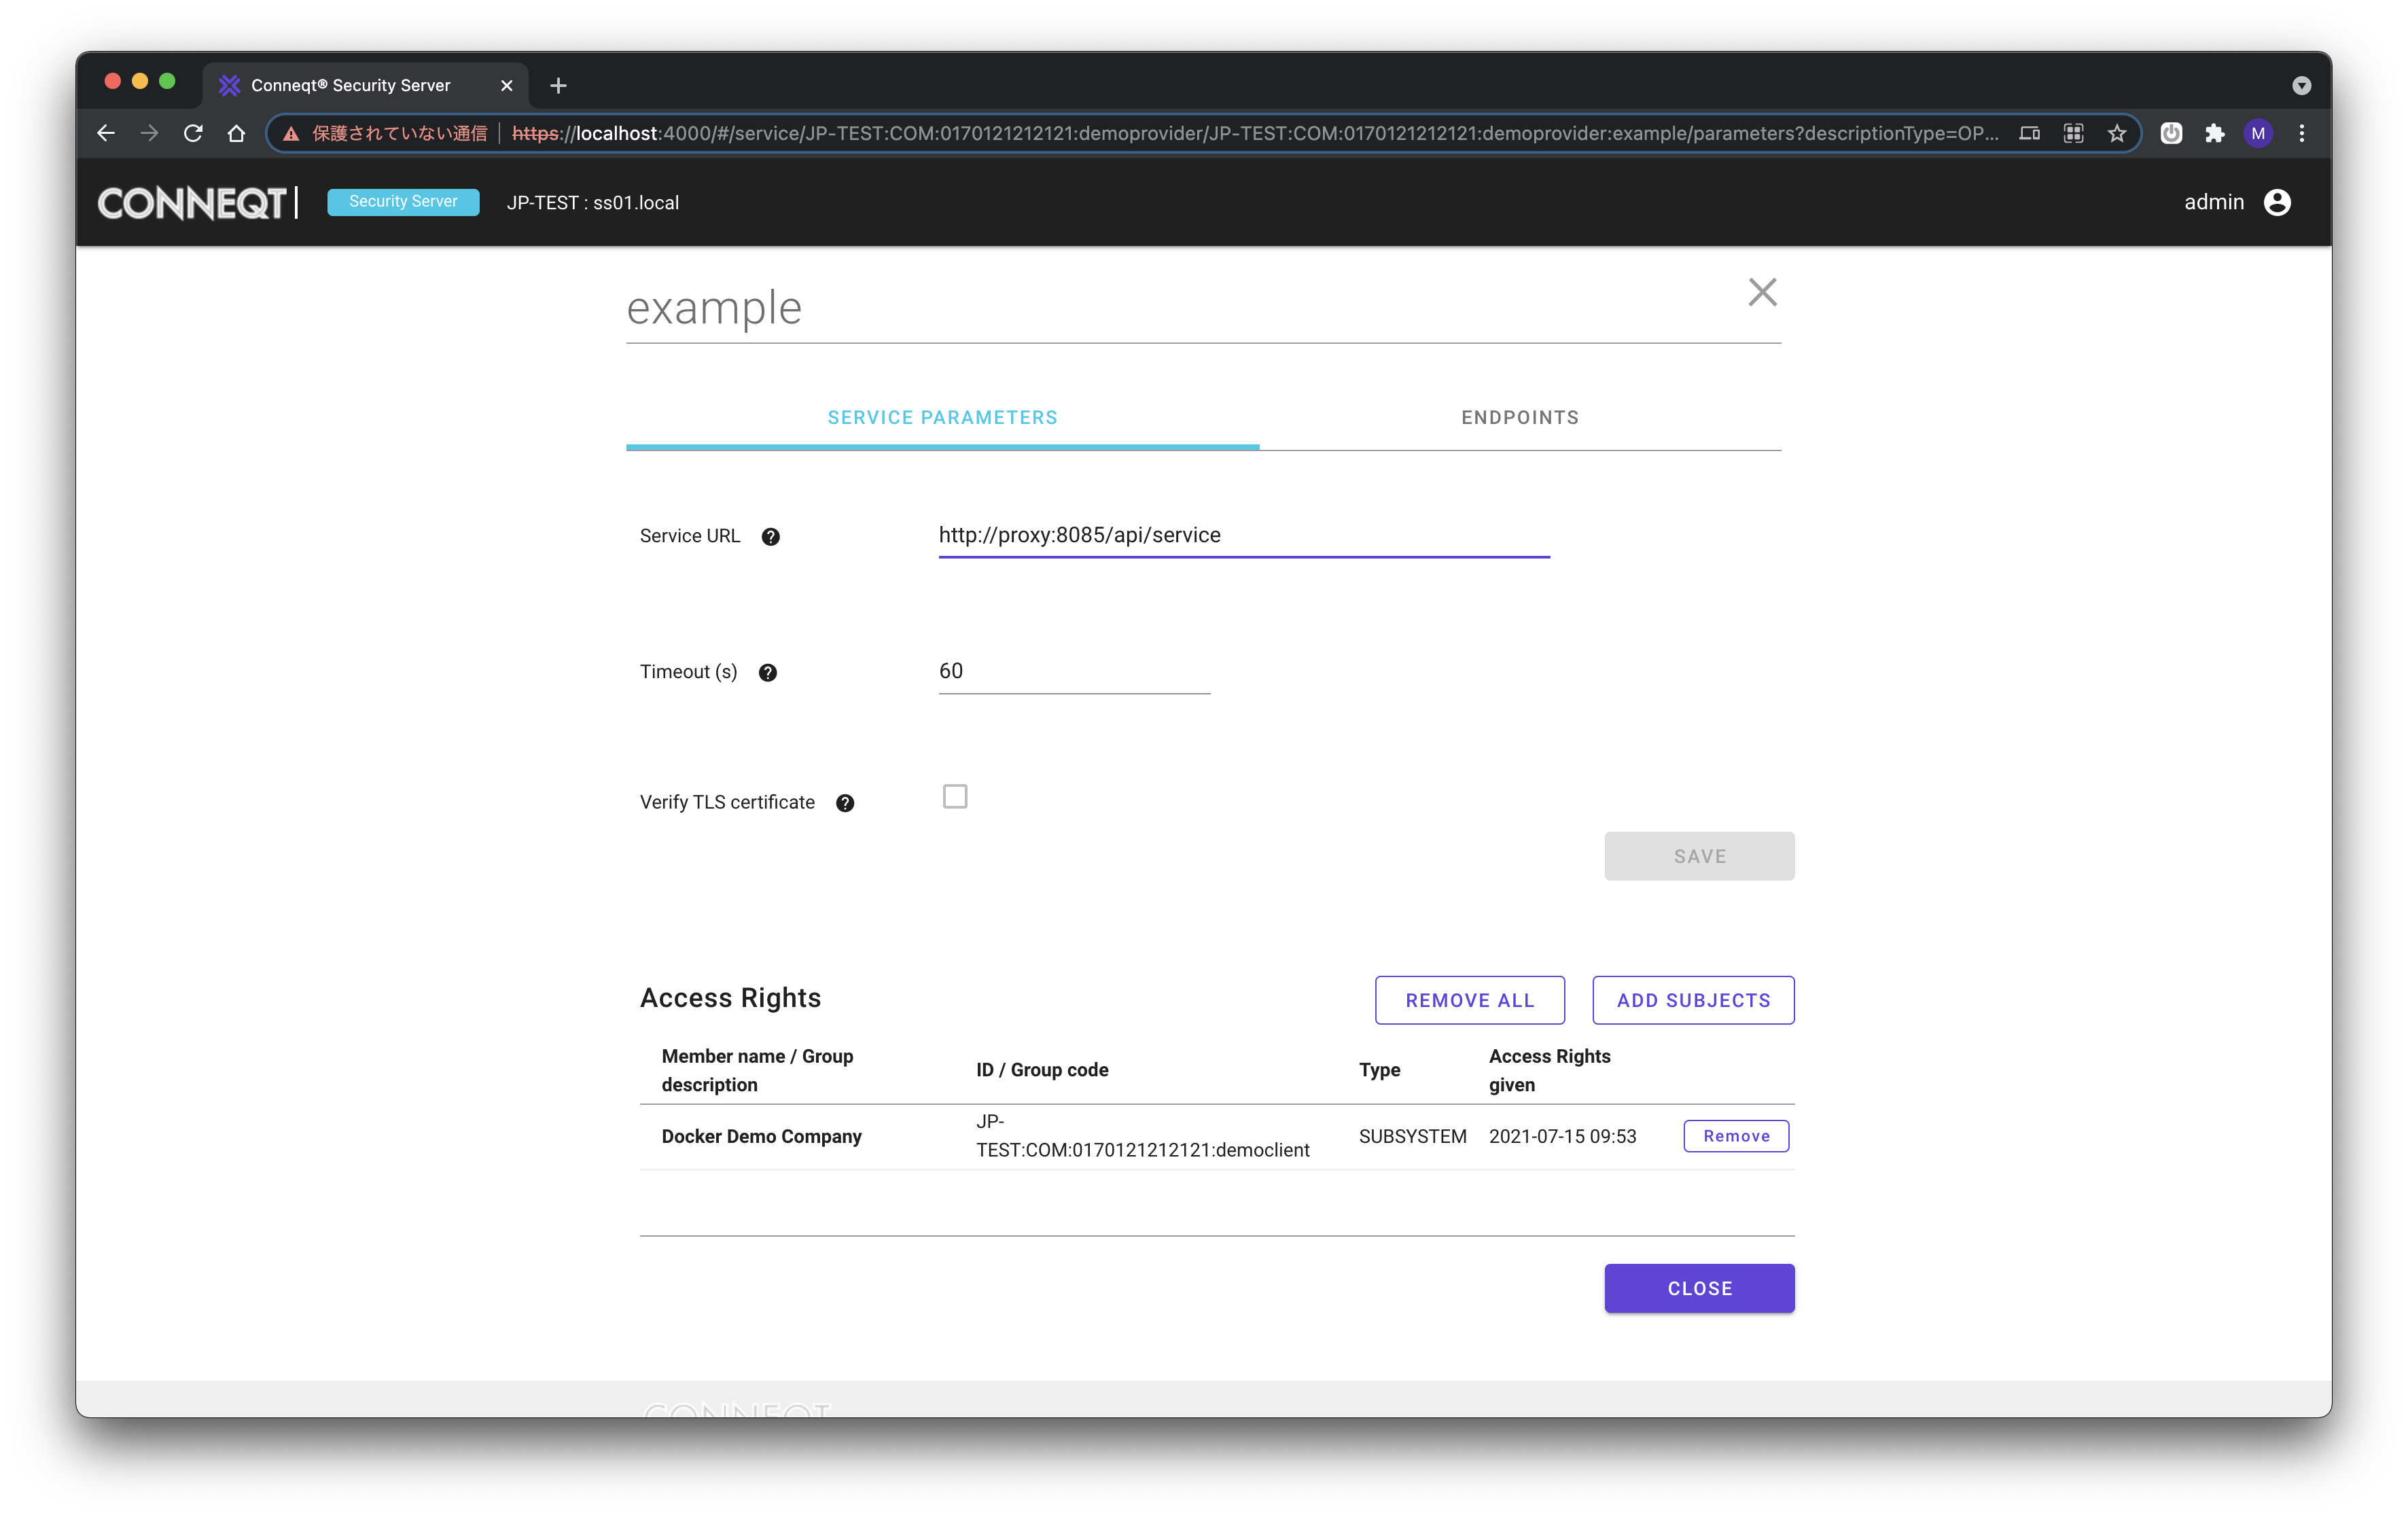 Conneqt® Security Server
保護されていない通信 https://localhost:4000/#/service/JP-TEST:COM:0170121212121:demoprovider/JP-TEST:COM:0170121212121:demoprovider:example/parameters?descriptionType=OP...
M
CONNEQT Security Server JP-TEST : ss01.local admin
example
SERVICE PARAMETERS ENDPOINTS
Service URL ? http://proxy:8085/api/service
Timeout (s) ? 60
Verify TLS certificate ?
SAVE
Access Rights REMOVE ALL ADD SUBJECTS
Member name / Group
description
ID / Group code
Type
Access Rights
given
Docker Demo Company
JP-
TEST:COM:0170121212121:democlient
SUBSYSTEM 2021-07-15 09:53 Remove
CLOSE
CONNEQT